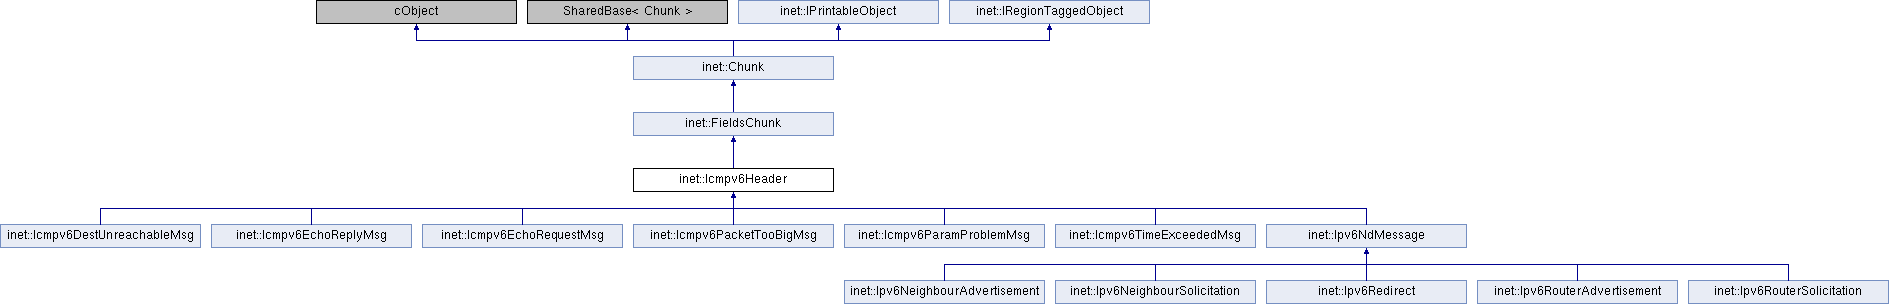 cObject
SharedBase< Chunk >
inet::IPrintableObject
inet::IRegionTaggedObject
inet::Chunk
inet::FieldsChunk
inet::Icmpv6Header
inet::Icmpv6DestUnreachableMsg
inet::Icmpv6EchoReplyMsg
inet::Icmpv6EchoRequestMsg
inet::Icmpv6PacketTooBigMsg
inet::Icmpv6ParamProblemMsg
inet::Icmpv6TimeExceededMsg
inet::Ipv6NdMessage
inet::Ipv6NeighbourAdvertisement
inet::Ipv6NeighbourSolicitation
inet::Ipv6Redirect
inet::Ipv6RouterAdvertisement
inet::Ipv6RouterSolicitation